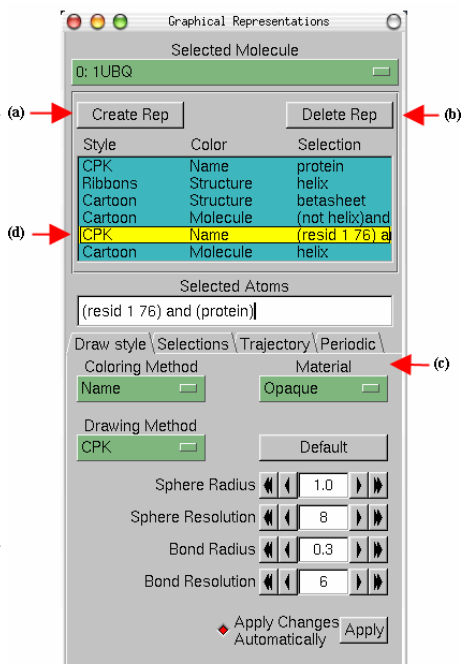 Graphical Representations
Selected Molecule
0: 1UBQ
(a)
Create Rep
Delete Rep
(b)
Style Color Selection
CPK Name protein
Ribbons Structure helix
Cartoon Structure betasheet
Cartoon Molecule (not helix)and
(d)
CPK Name (resid 1 76) a
Cartoon Molecule helix
Selected Atoms
(resid 1 76) and (protein)
Draw style Selections Trajectory Periodic
(c)
Coloring Method Material
Name Opaque
Drawing Method
CPK Default
Sphere Radius 1.0
Sphere Resolution 8
Bond Radius 0.3
Bond Resolution 6
Apply Changes
Automatically Apply